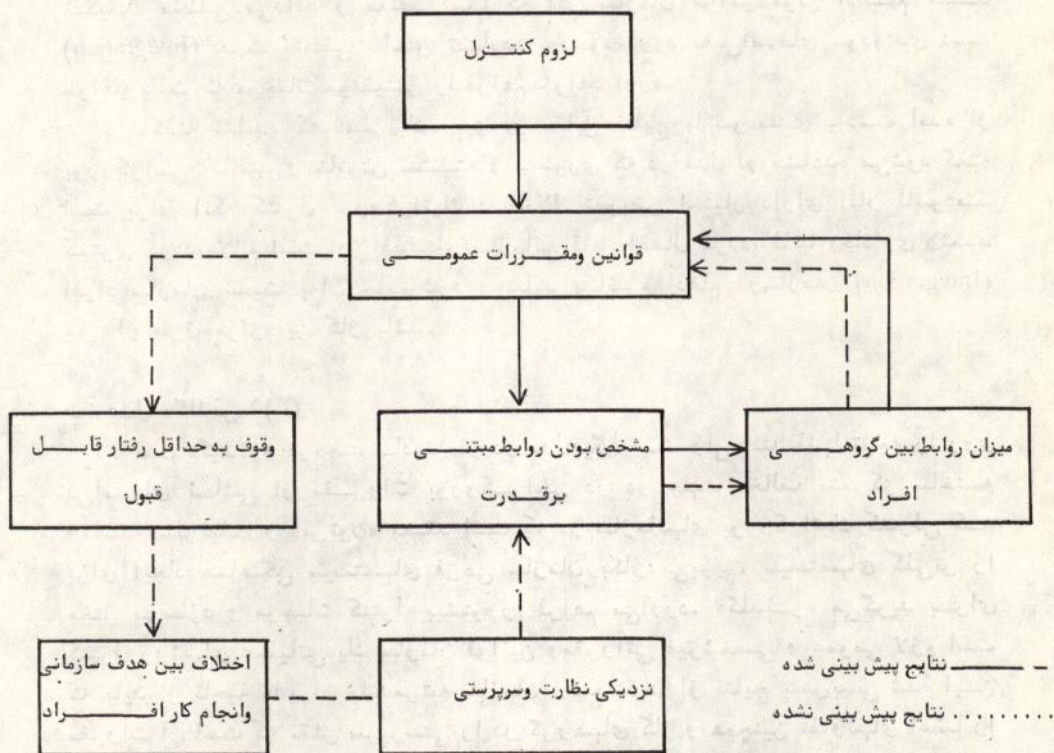 لزوم کنترل
قوانین ومقررات عمومی
وقوف به حداقل رفتار قابل
قبول
مشخص بودن روابط مبتنی
برقدرت
میزان روابط بین گروهی
افراد
اختلاف بین هدف سازمانی
وانجام کار افراد
نزدیکی نظارت وسرپرستی
نتایج پیش بینی شده
نتایج پیش بینی نشده